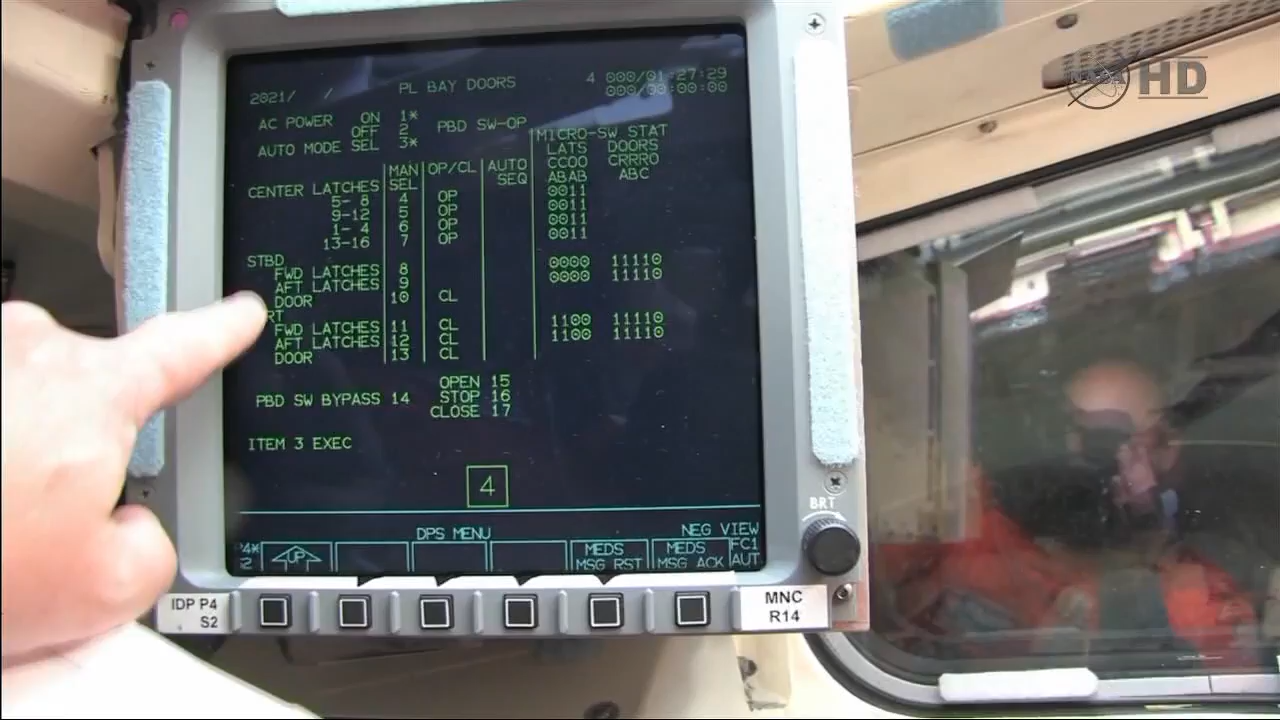 NASA HD
2021/   /   PL BAY DOORS   4 000/01:27:29
000/00:00:00
AC POWER ON 1*
OFF 2 PBD SW-OP
AUTO MODE SEL 3*
MICRO-SW STAT
LATS DOORS
CCOO CRRRO
ABAB ABC
MAN SEL OP/CL AUTO SEQ
CENTER LATCHES
5- 8 4 OP 0011
9-12 5 OP 0011
1- 4 6 OP 0011
13-16 7 OP 0011
STBD
FWD LATCHES 8 0000 11110
AFT LATCHES 9 0000 11110
DOOR 10 CL
RT
FWD LATCHES 11 CL 1100 11110
AFT LATCHES 12 CL 1100 11110
DOOR 13 CL
OPEN 15
PBD SW BYPASS 14 STOP 16
CLOSE 17
ITEM 3 EXEC
4
BRT
DPS MENU NEG VIEW
UP MEDS MSG RST MEDS MSG ACK FC1 AUT
IDP P4
S2
MNC
R14